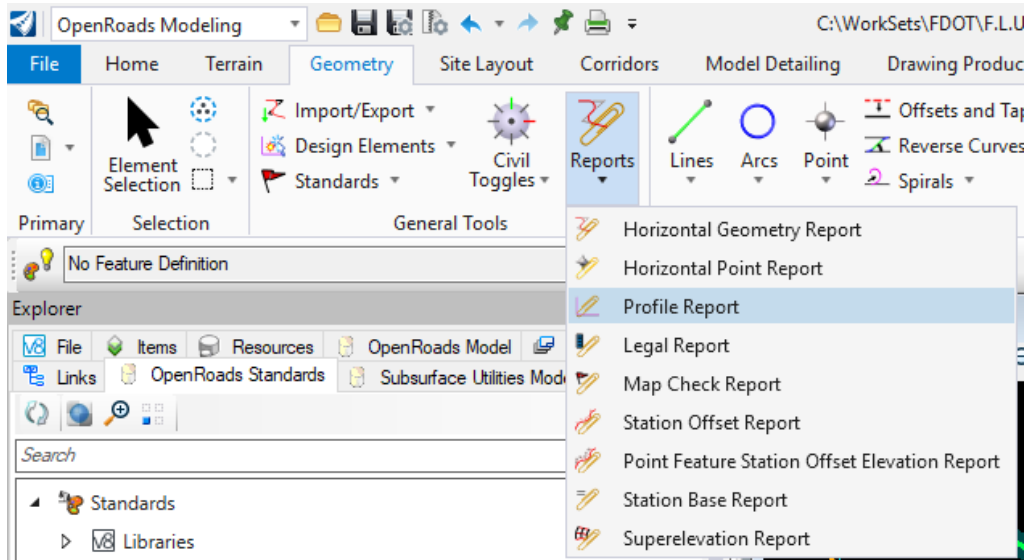 OpenRoads Modeling
C:\WorkSets\FDOT\F.L.U
File Home Terrain Geometry Site Layout Corridors Model Detailing Drawing Produc
Import/Export
Design Elements
Standards
Element
Selection
Civil
Toggles
Reports
Lines
Arcs
Point
Offsets and Tap
Reverse Curves
Spirals
Primary
Selection
General Tools
Horizontal Geometry Report
Horizontal Point Report
Profile Report
Legal Report
Map Check Report
Station Offset Report
Point Feature Station Offset Elevation Report
Station Base Report
Superelevation Report
No Feature Definition
Explorer
File Items Resources OpenRoads Model
Links OpenRoads Standards Subsurface Utilities Mod
Search
Standards
Libraries